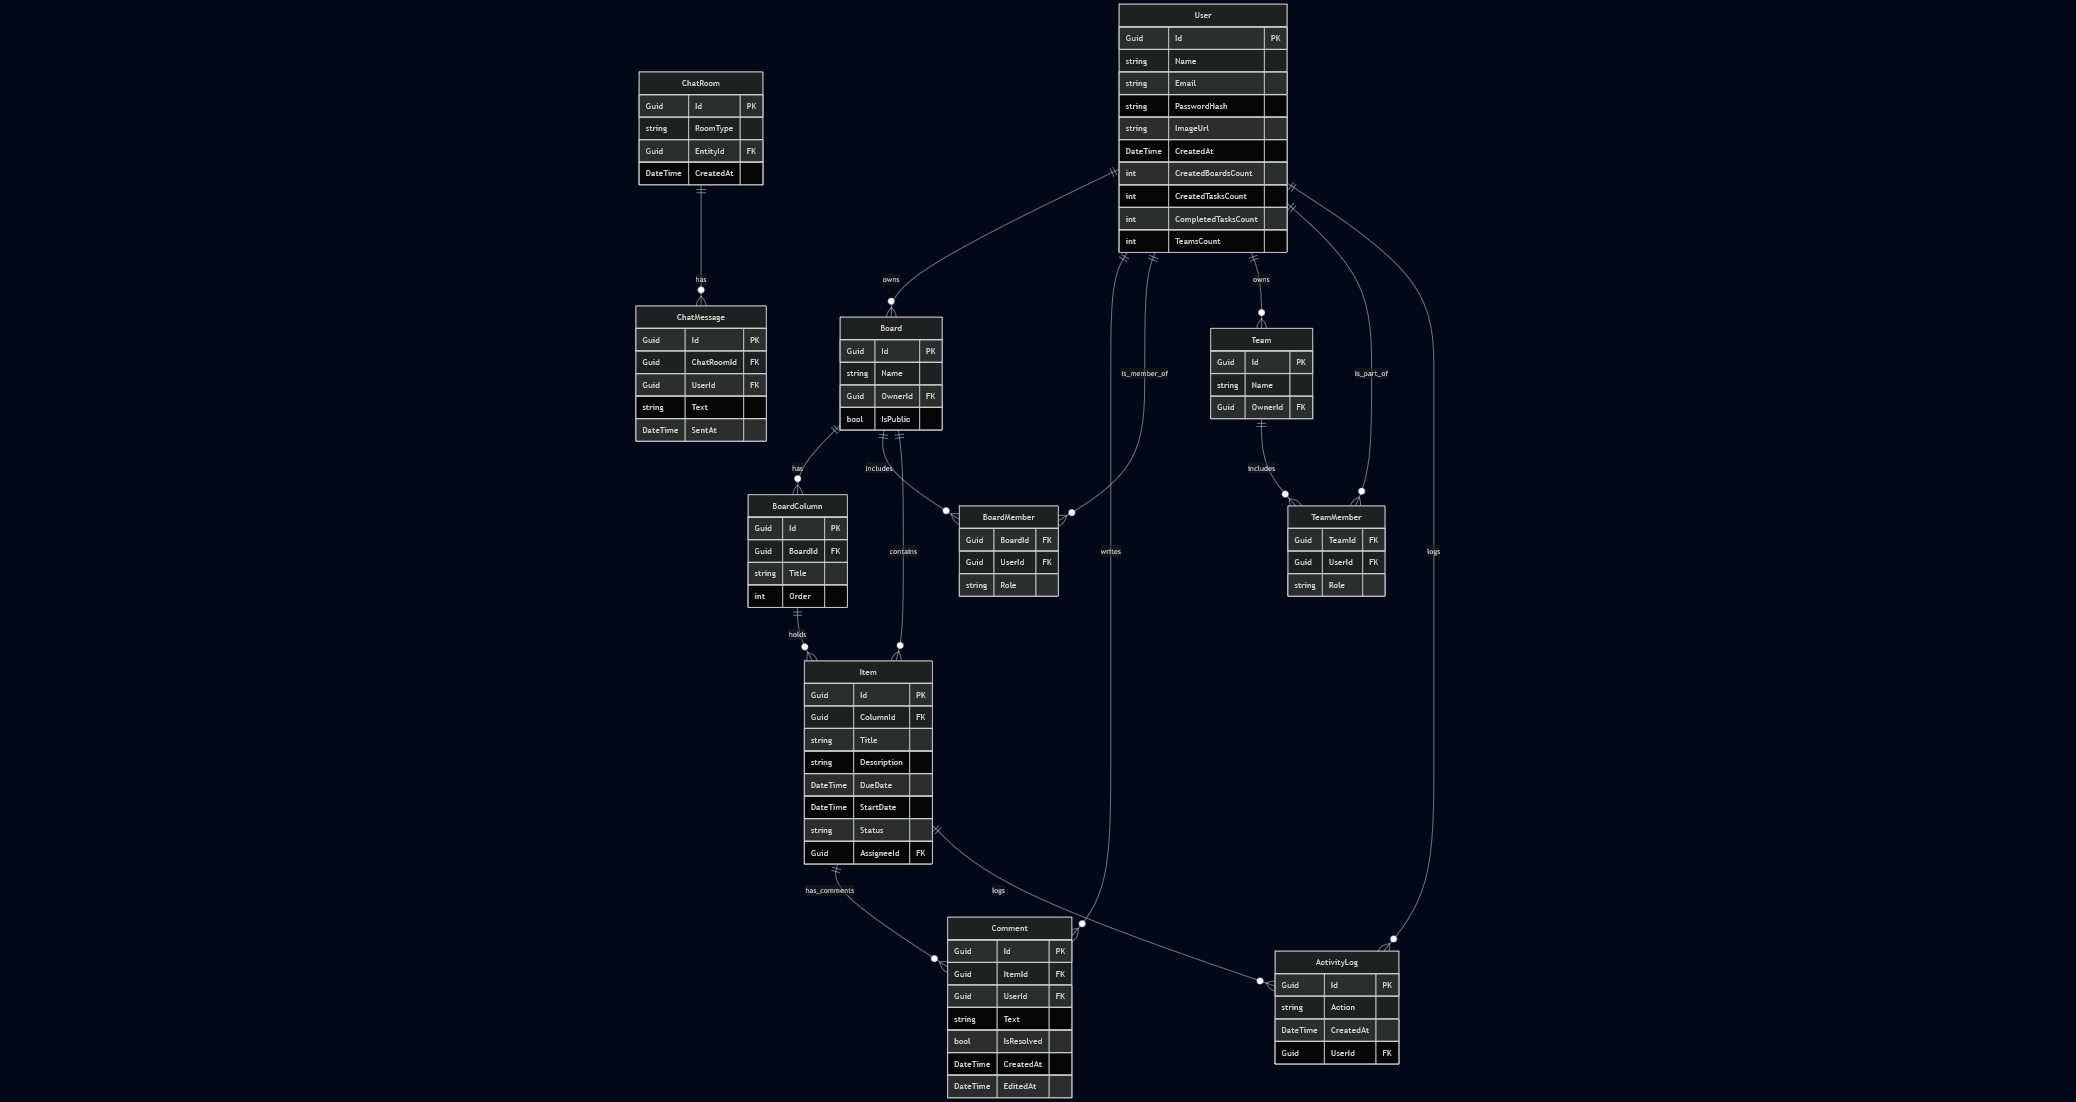 User
Guid Id PK
string Name
string Email
string PasswordHash
string ImageUrl
DateTime CreatedAt
int CreatedBoardsCount
int CreatedTasksCount
int CompletedTasksCount
int TeamsCount
ChatRoom
Guid Id PK
string RoomType
Guid EntityId FK
DateTime CreatedAt
has
owns
owns
ChatMessage
Guid Id PK
Guid ChatRoomId FK
Guid UserId FK
string Text
DateTime SentAt
Board
Guid Id PK
string Name
Guid OwnerId FK
bool IsPublic
is_member_of
Team
Guid Id PK
string Name
Guid OwnerId FK
is_part_of
has
includes
includes
BoardColumn
Guid Id PK
Guid BoardId FK
string Title
int Order
contains
BoardMember
Guid BoardId FK
Guid UserId FK
string Role
writes
TeamMember
Guid TeamId FK
Guid UserId FK
string Role
logs
holds
Item
Guid Id PK
Guid ColumnId FK
string Title
string Description
DateTime DueDate
DateTime StartDate
string Status
Guid AssigneeId FK
has_comments
logs
Comment
Guid Id PK
Guid ItemId FK
Guid UserId FK
string Text
bool IsResolved
DateTime CreatedAt
DateTime EditedAt
ActivityLog
Guid Id PK
string Action
DateTime CreatedAt
Guid UserId FK